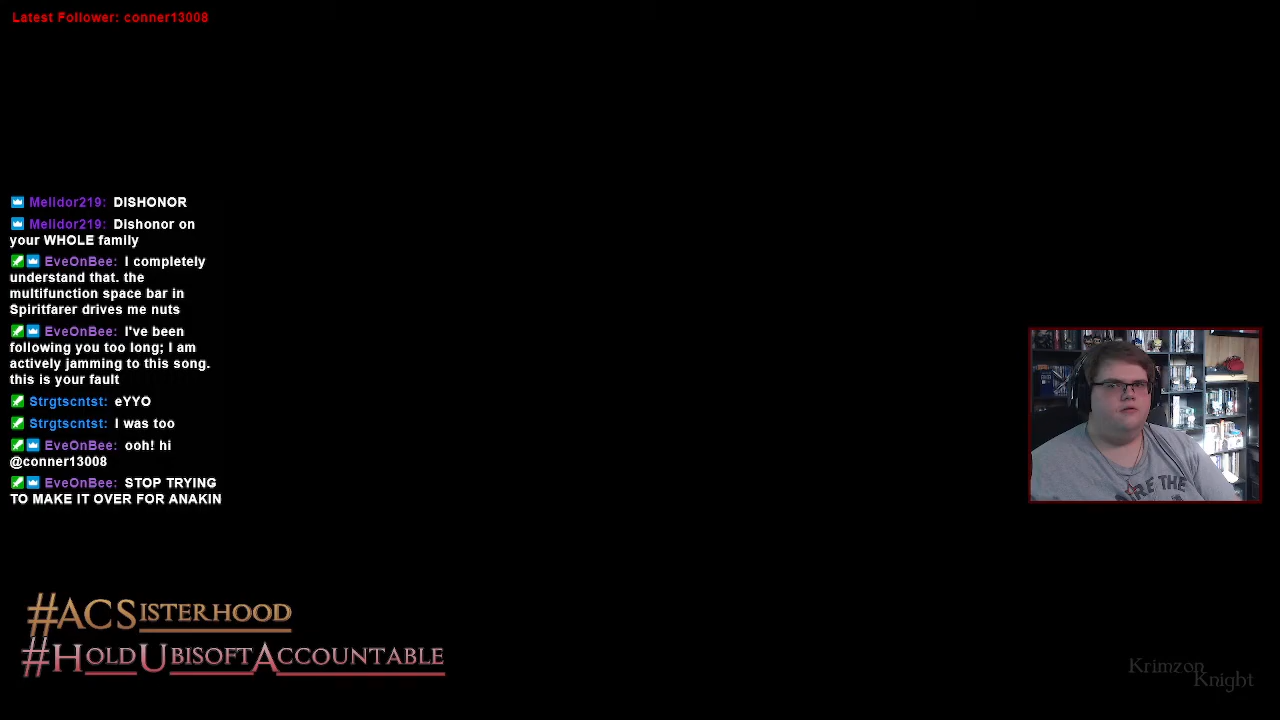 Latest Follower: conner13008
Melidor219: DISHONOR
Melidor219: Dishonor on
your WHOLE family
EveOnBee: I completely
understand that. the
multifunction space bar in
Spiritfarer drives me nuts
EveOnBee: I've been
following you too long; I am
actively jamming to this song.
this is your fault
Strgtscntst: eYYO
Strgtscntst: I was too
EveOnBee: ooh! hi
@conner13008
EveOnBee: STOP TRYING
TO MAKE IT OVER FOR ANAKIN
THE
#ACSisterhood
#HoldUbisoftAccountable
Krimzon
Knight